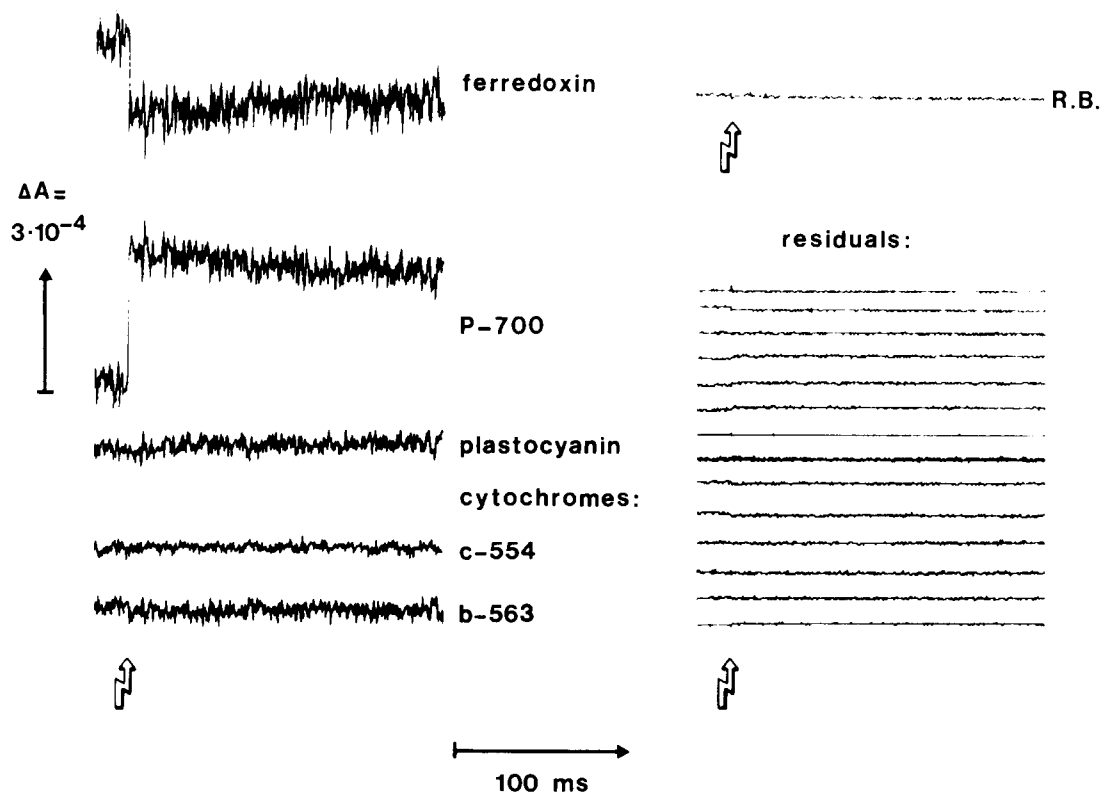 ferredoxin
R.B.
ΔA=
3·10⁻⁴
residuals:
P-700
plastocyanin
cytochromes:
c-554
b-563
100 ms